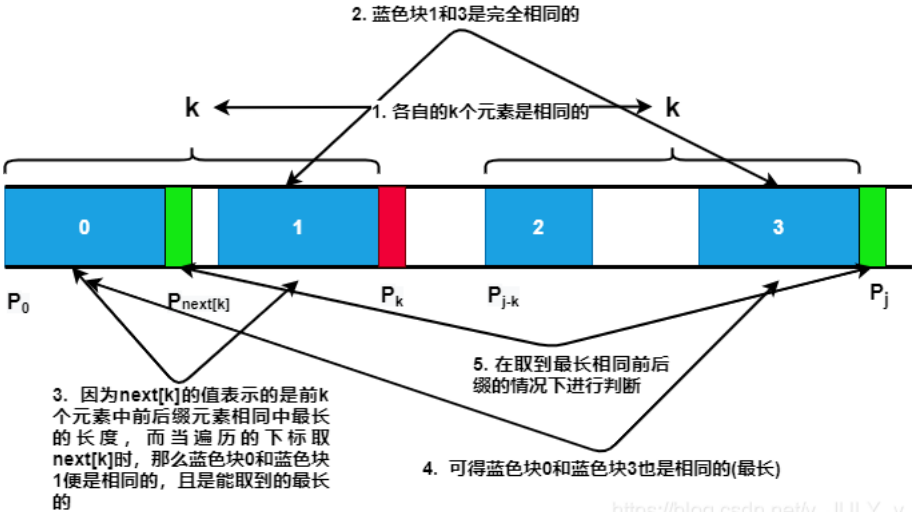 2. 蓝色块1和3是完全相同的
k
1. 各自的k个元素是相同的
k
0
1
2
3
P0
Pnext[k]
Pk
Pj-k
Pj
3. 因为next[k]的值表示的是前k
个元素中前后缀元素相同中最长
的长度，而当遍历的下标取
next[k]时，那么蓝色块0和蓝色块
1便是相同的，且是能取到的最长
的
5. 在取到最长相同前后
缀的情况下进行判断
4. 可得蓝色块0和蓝色块3也是相同的(最长)